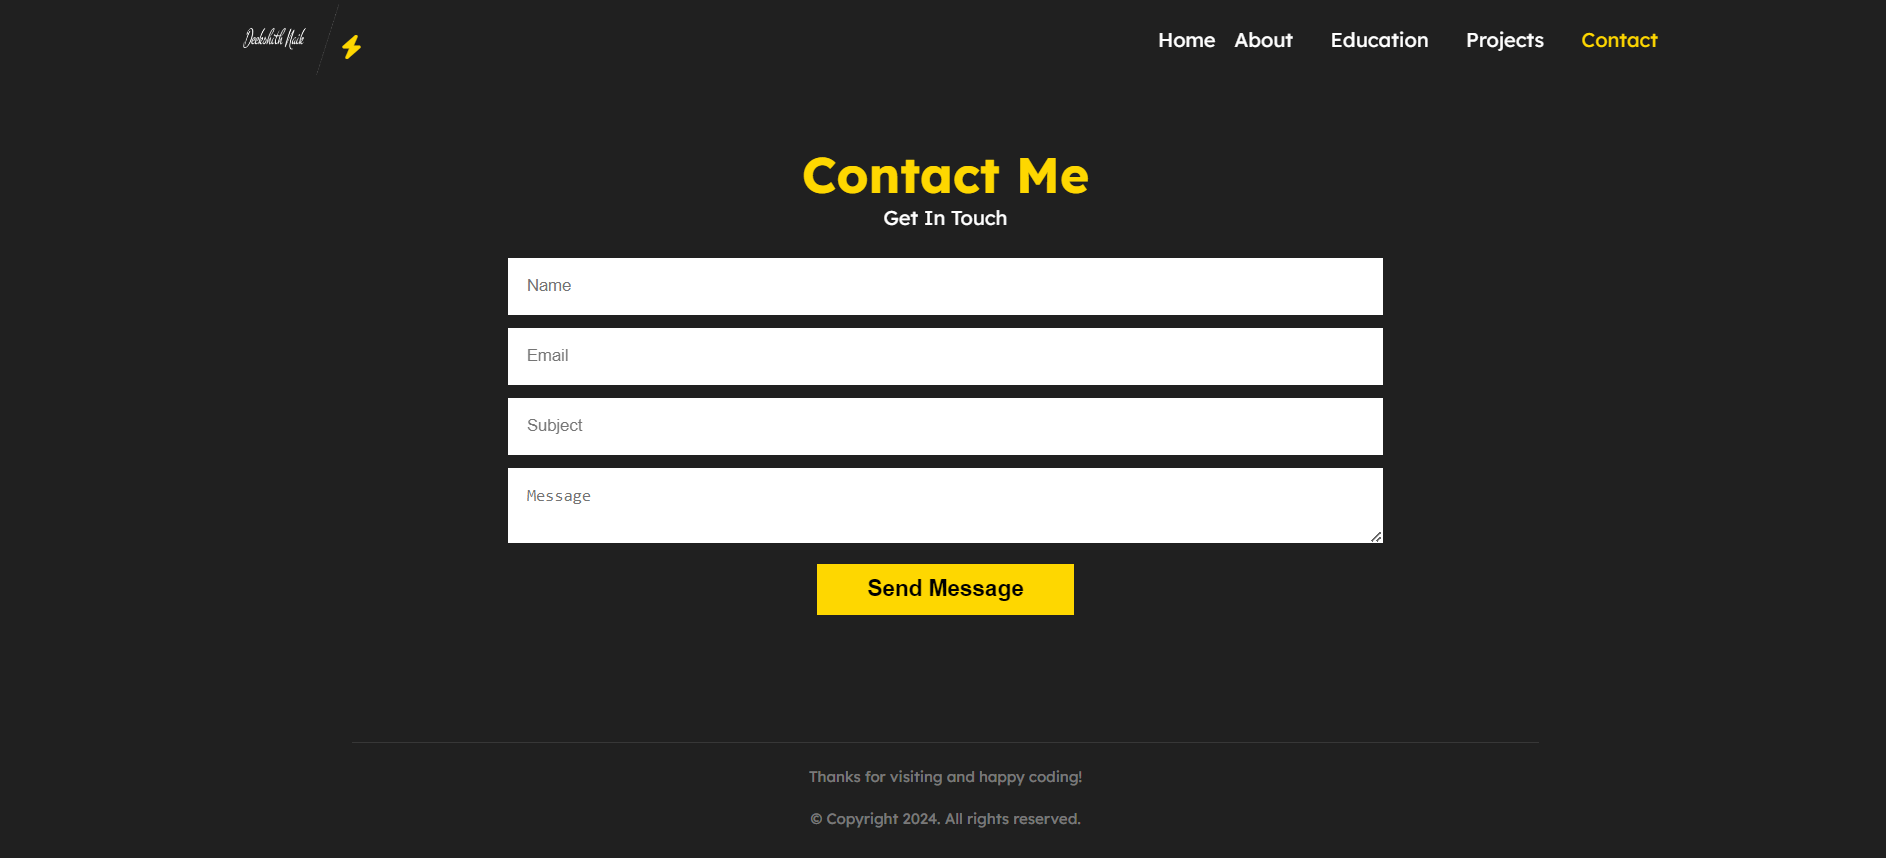 Deekshith Naik
Home About Education Projects Contact
Contact Me
Get In Touch
Name
Email
Subject
Message
Send Message
Thanks for visiting and happy coding!
© Copyright 2024. All rights reserved.